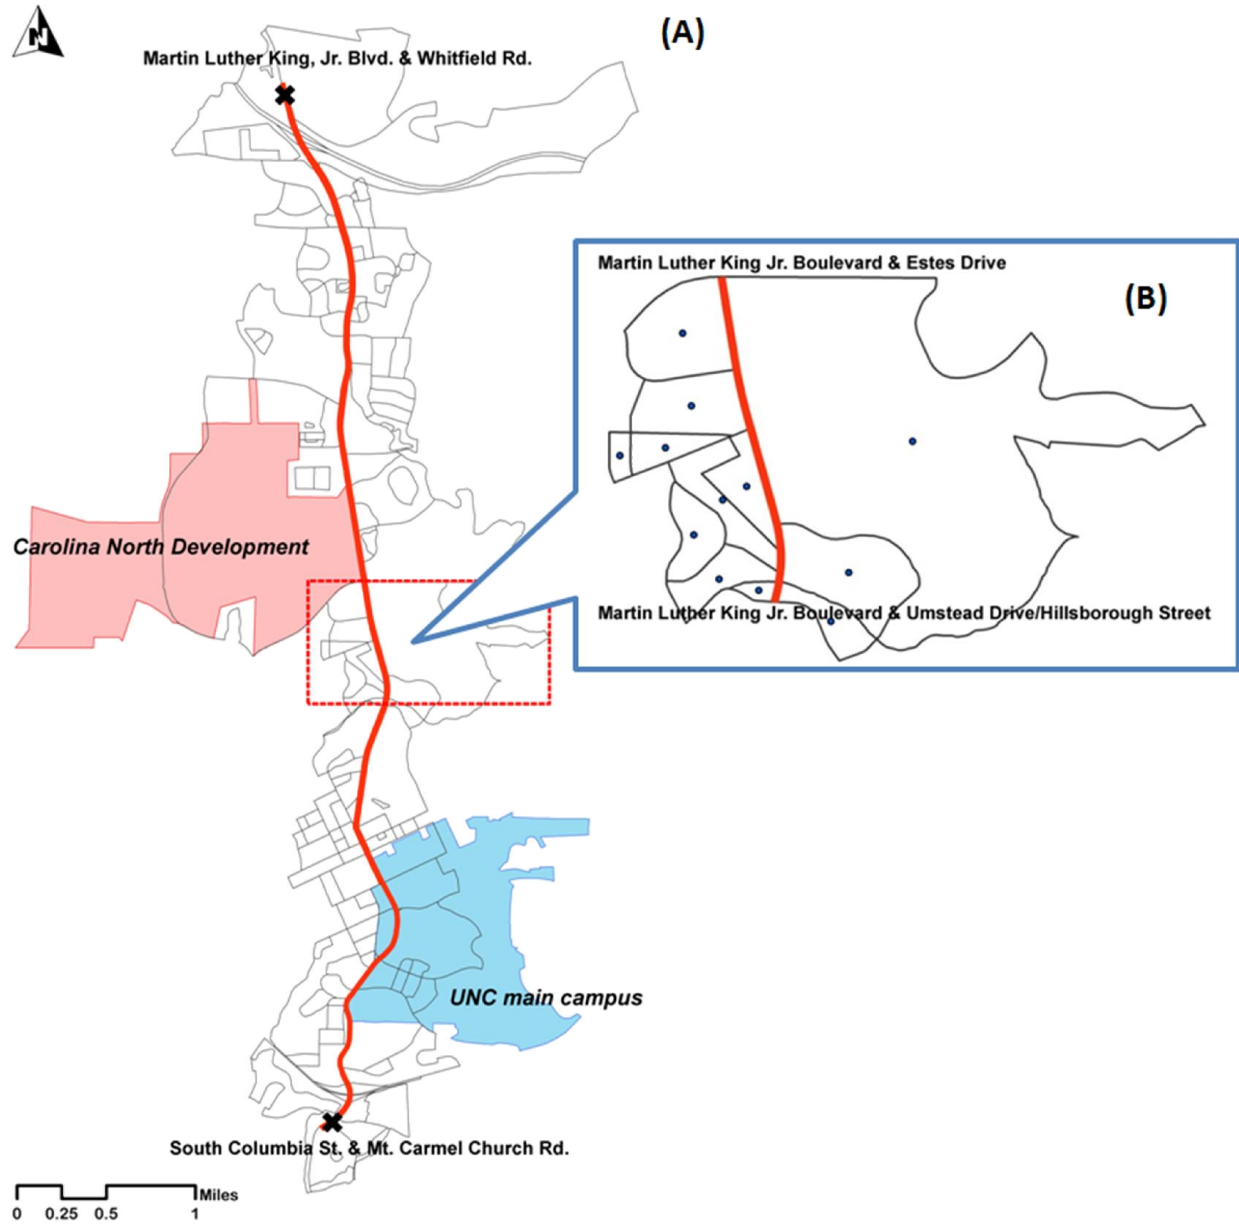 N
(A)
Martin Luther King, Jr. Blvd. & Whitfield Rd.
Martin Luther King Jr. Boulevard & Estes Drive
(B)
Carolina North Development
Martin Luther King Jr. Boulevard & Umstead Drive/Hillsborough Street
UNC main campus
South Columbia St. & Mt. Carmel Church Rd.
Miles
0 0.25 0.5 1